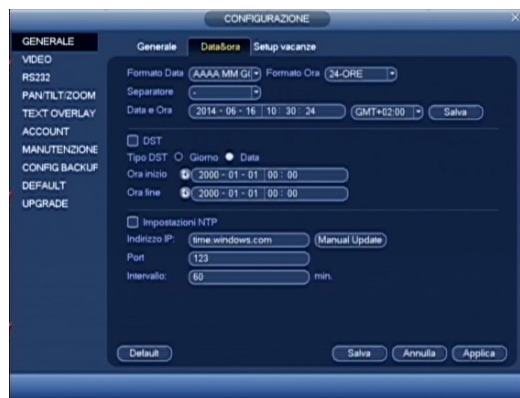 CONFIGURAZIONE
GENERALE
VIDEO
RS232
PAN/TILT/ZOOM
TEXT OVERLAY
ACCOUNT
MANUTENZIONE
CONFIG BACKUF
DEFAULT
UPGRADE
Generale Data&ora Setup vacanze
Formato Data AAAA MM GI Formato Ora 24-ORE
Separatore -
Data e Ora 2014 - 06 - 16 10 : 30 : 24 GMT+02:00 Salva
DST
Tipo DST Giorno Data
Ora inizio 2000 - 01 - 01 00 : 00
Ora fine 2000 - 01 - 01 00 : 00
Impostazioni NTP
Indirizzo IP: time.windows.com Manual Update
Port 123
Intervallo: 60 min.
Default Salva Annulla Applica